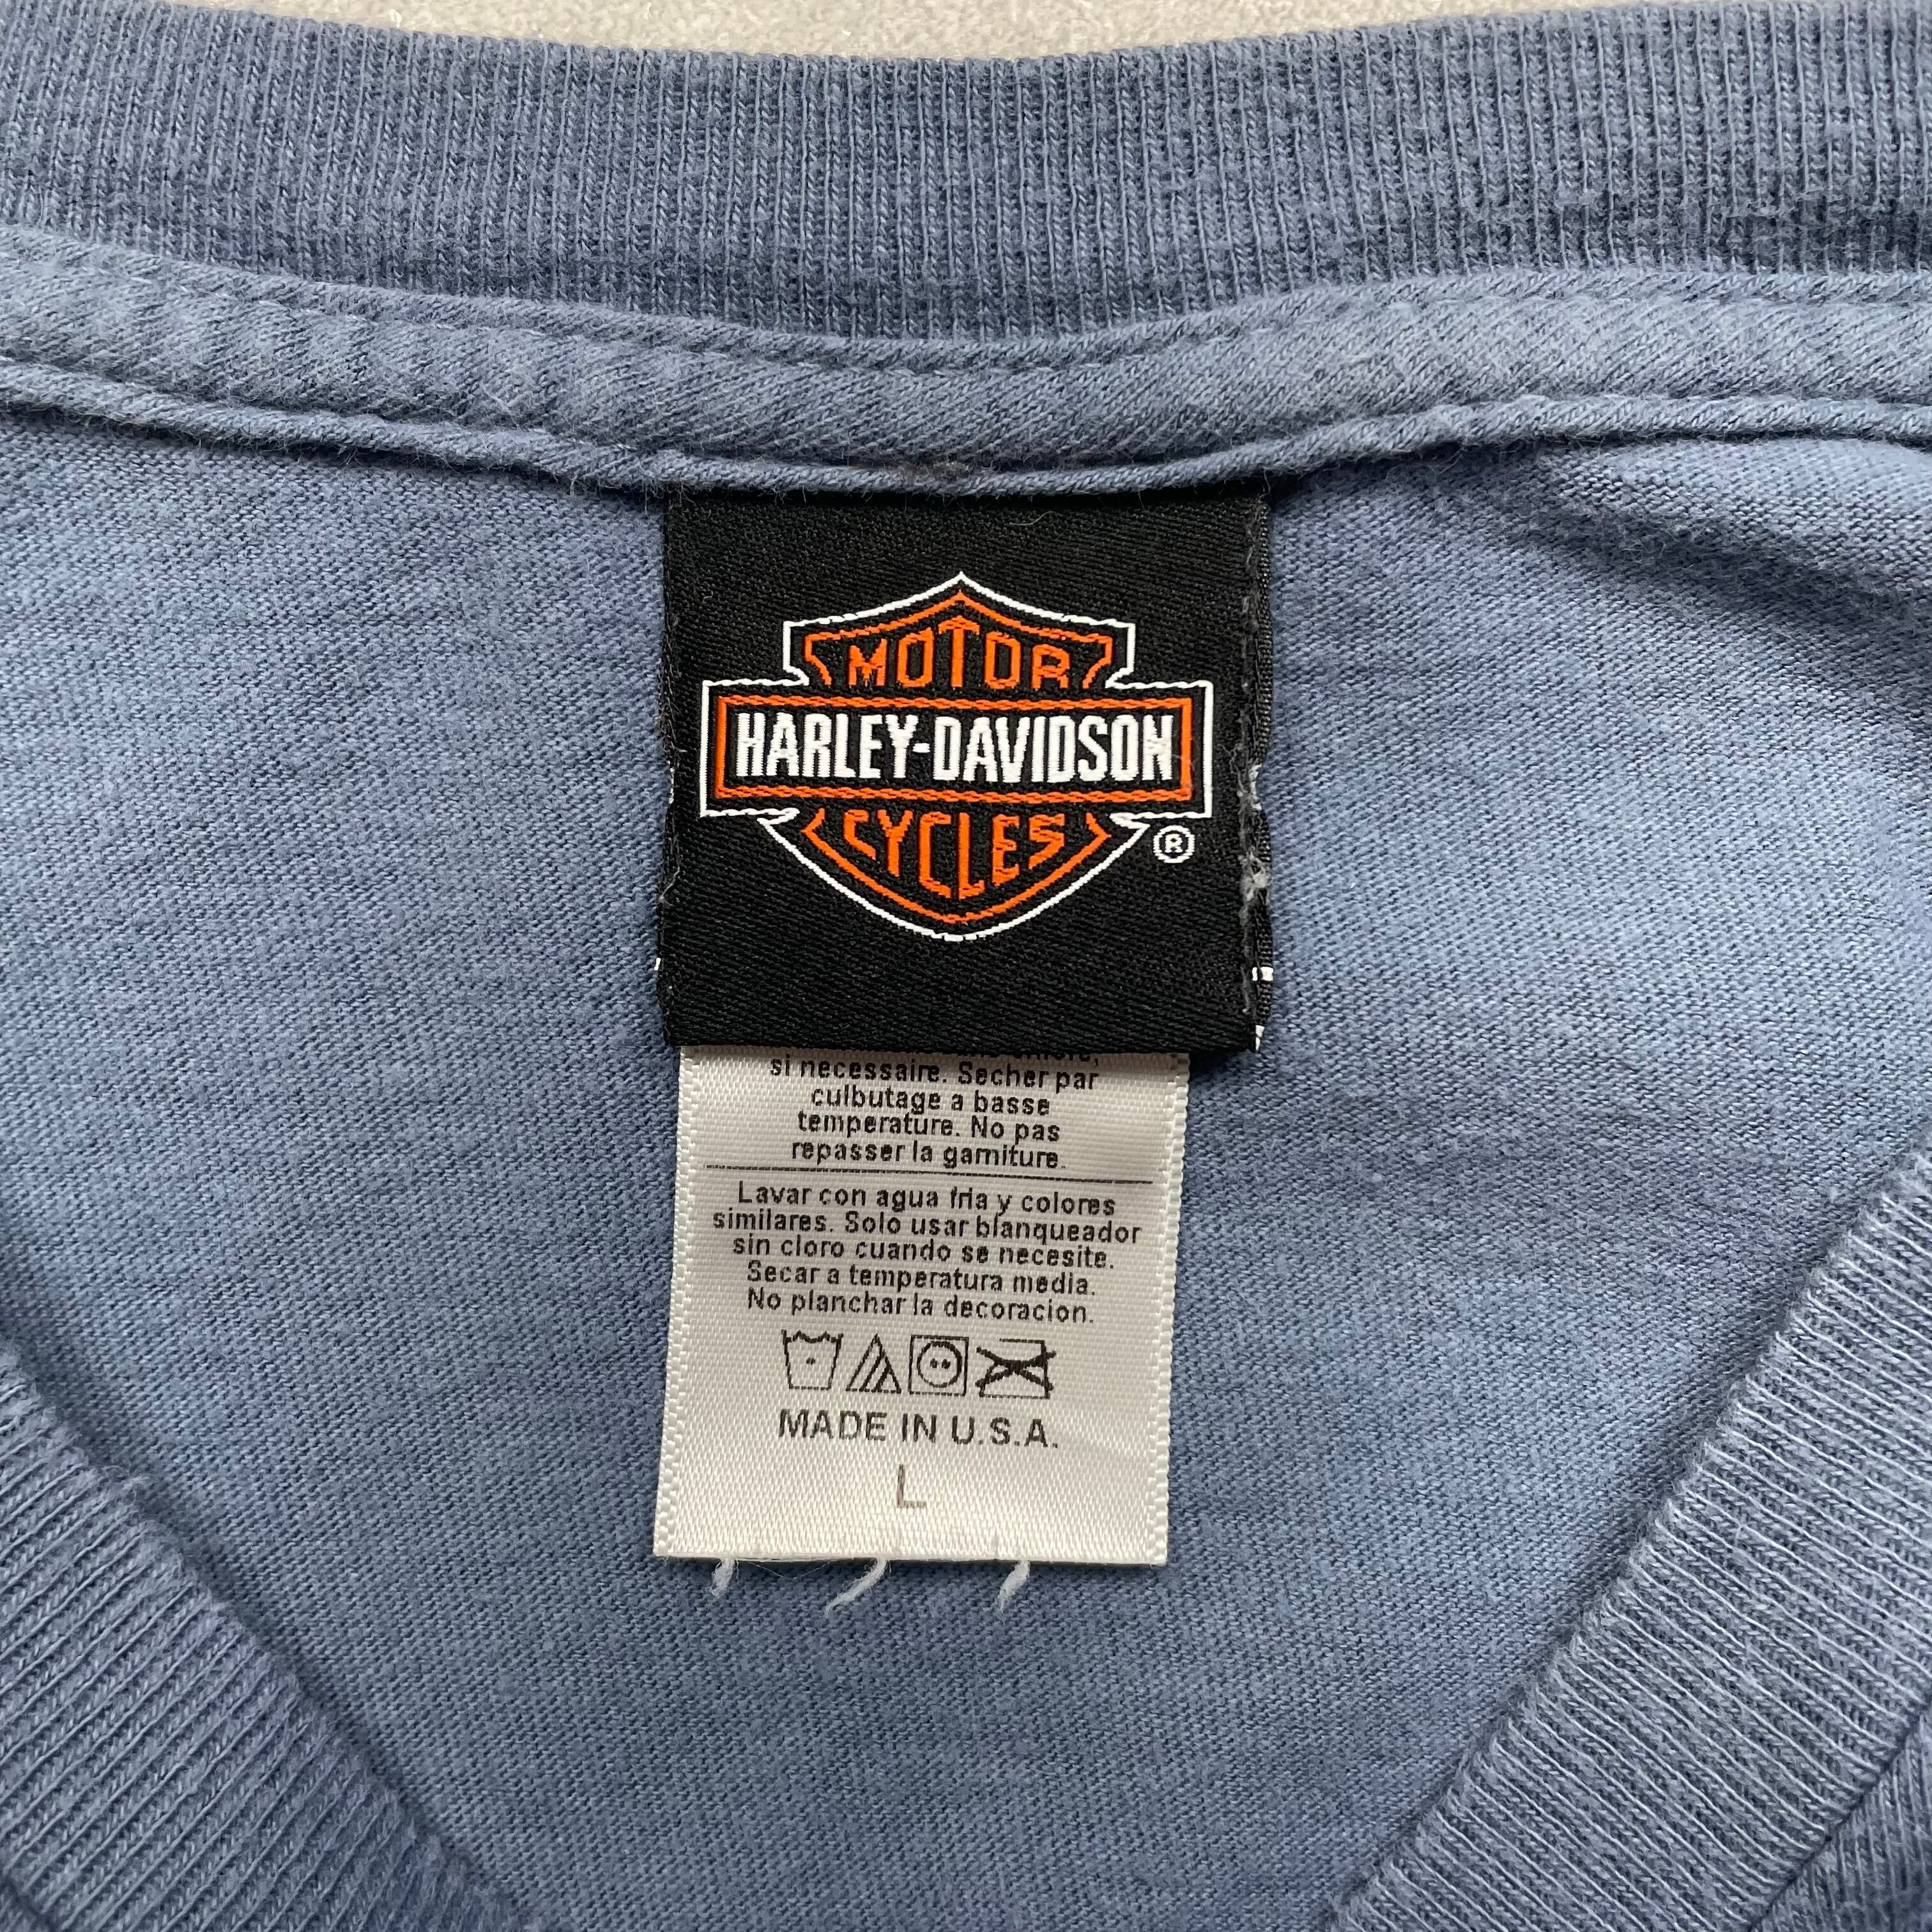 MOTOR
HARLEY-DAVIDSON
CYCLES
®
si necessaire. Secher par
culbutage a basse
temperature. No pas
repasser la garniture.
Lavar con agua fria y colores
similares. Solo usar blanqueador
sin cloro cuando se necesite.
Secar a temperatura media.
No planchar la decoracion.
MADE IN U.S.A.
L